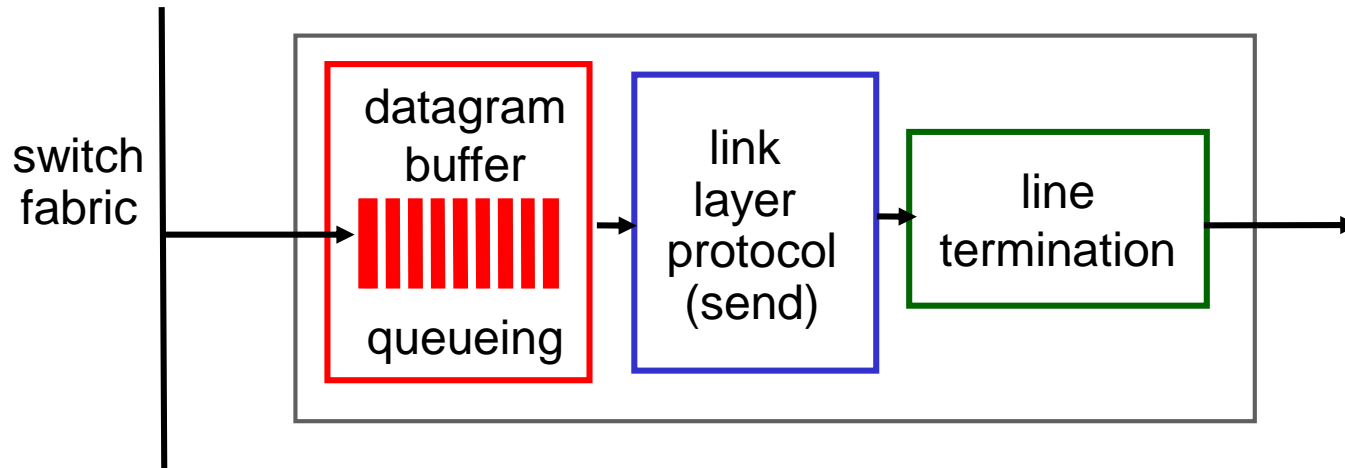 switch
fabric
datagram
buffer
queueing
link
layer
protocol
(send)
line
termination